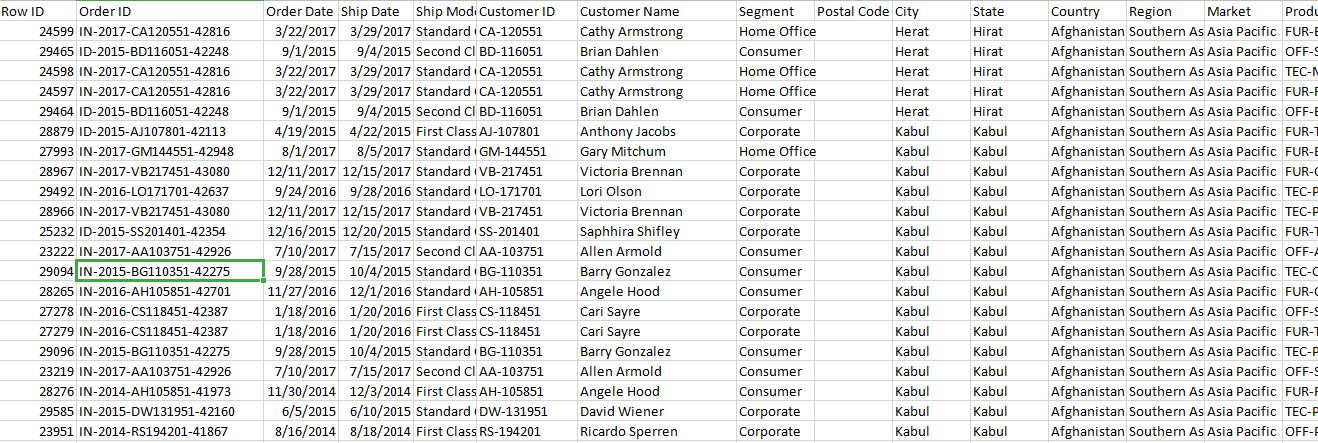 Row ID Order ID Order Date Ship Date Ship Mod Customer ID Customer Name Segment Postal Code City State Country Region Market Produ
24599 IN-2017-CA120551-42816 3/22/2017 3/29/2017 Standard CA-120551 Cathy Armstrong Home Office Herat Hirat Afghanistan Southern As Asia Pacific FUR-E
29465 ID-2015-BD116051-42248 9/1/2015 9/4/2015 Second Cl BD-116051 Brian Dahlen Consumer Herat Hirat Afghanistan Southern As Asia Pacific OFF-S
24598 IN-2017-CA120551-42816 3/22/2017 3/29/2017 Standard CA-120551 Cathy Armstrong Home Office Herat Hirat Afghanistan Southern As Asia Pacific TEC-M
24597 IN-2017-CA120551-42816 3/22/2017 3/29/2017 Standard CA-120551 Cathy Armstrong Home Office Herat Hirat Afghanistan Southern As Asia Pacific FUR-F
29464 ID-2015-BD116051-42248 9/1/2015 9/4/2015 Second Cl BD-116051 Brian Dahlen Consumer Herat Hirat Afghanistan Southern As Asia Pacific OFF-E
28879 ID-2015-AJ107801-42113 4/19/2015 4/22/2015 First Class AJ-107801 Anthony Jacobs Corporate Kabul Kabul Afghanistan Southern As Asia Pacific FUR-T
27993 IN-2017-GM144551-42948 8/1/2017 8/5/2017 Standard GM-144551 Gary Mitchum Home Office Kabul Kabul Afghanistan Southern As Asia Pacific FUR-F
28967 IN-2017-VB217451-43080 12/11/2017 12/15/2017 Standard VB-217451 Victoria Brennan Corporate Kabul Kabul Afghanistan Southern As Asia Pacific FUR-C
29492 IN-2016-LO171701-42637 9/24/2016 9/28/2016 Standard LO-171701 Lori Olson Corporate Kabul Kabul Afghanistan Southern As Asia Pacific TEC-P
28966 IN-2017-VB217451-43080 12/11/2017 12/15/2017 Standard VB-217451 Victoria Brennan Corporate Kabul Kabul Afghanistan Southern As Asia Pacific TEC-P
25232 ID-2015-SS201401-42354 12/16/2015 12/20/2015 Standard SS-201401 Saphhira Shifley Corporate Kabul Kabul Afghanistan Southern As Asia Pacific FUR-T
23222 IN-2017-AA103751-42926 7/10/2017 7/15/2017 Second Cl AA-103751 Allen Armold Consumer Kabul Kabul Afghanistan Southern As Asia Pacific OFF-A
29094 IN-2015-BG110351-42275 9/28/2015 10/4/2015 Standard BG-110351 Barry Gonzalez Consumer Kabul Kabul Afghanistan Southern As Asia Pacific TEC-C
28265 IN-2016-AH105851-42701 11/27/2016 12/1/2016 Standard AH-105851 Angele Hood Consumer Kabul Kabul Afghanistan Southern As Asia Pacific FUR-C
27278 IN-2016-CS118451-42387 1/18/2016 1/20/2016 First Class CS-118451 Cari Sayre Corporate Kabul Kabul Afghanistan Southern As Asia Pacific OFF-S
27279 IN-2016-CS118451-42387 1/18/2016 1/20/2016 First Class CS-118451 Cari Sayre Corporate Kabul Kabul Afghanistan Southern As Asia Pacific FUR-T
29096 IN-2015-BG110351-42275 9/28/2015 10/4/2015 Standard BG-110351 Barry Gonzalez Consumer Kabul Kabul Afghanistan Southern As Asia Pacific TEC-P
23219 IN-2017-AA103751-42926 7/10/2017 7/15/2017 Second Cl AA-103751 Allen Armold Consumer Kabul Kabul Afghanistan Southern As Asia Pacific OFF-S
28276 IN-2014-AH105851-41973 11/30/2014 12/3/2014 First Class AH-105851 Angele Hood Consumer Kabul Kabul Afghanistan Southern As Asia Pacific FUR-F
29585 IN-2015-DW131951-42160 6/5/2015 6/10/2015 Standard DW-131951 David Wiener Corporate Kabul Kabul Afghanistan Southern As Asia Pacific TEC-P
23951 IN-2014-RS194201-41867 8/16/2014 8/18/2014 First Class RS-194201 Ricardo Sperren Corporate Kabul Kabul Afghanistan Southern As Asia Pacific OFF-P